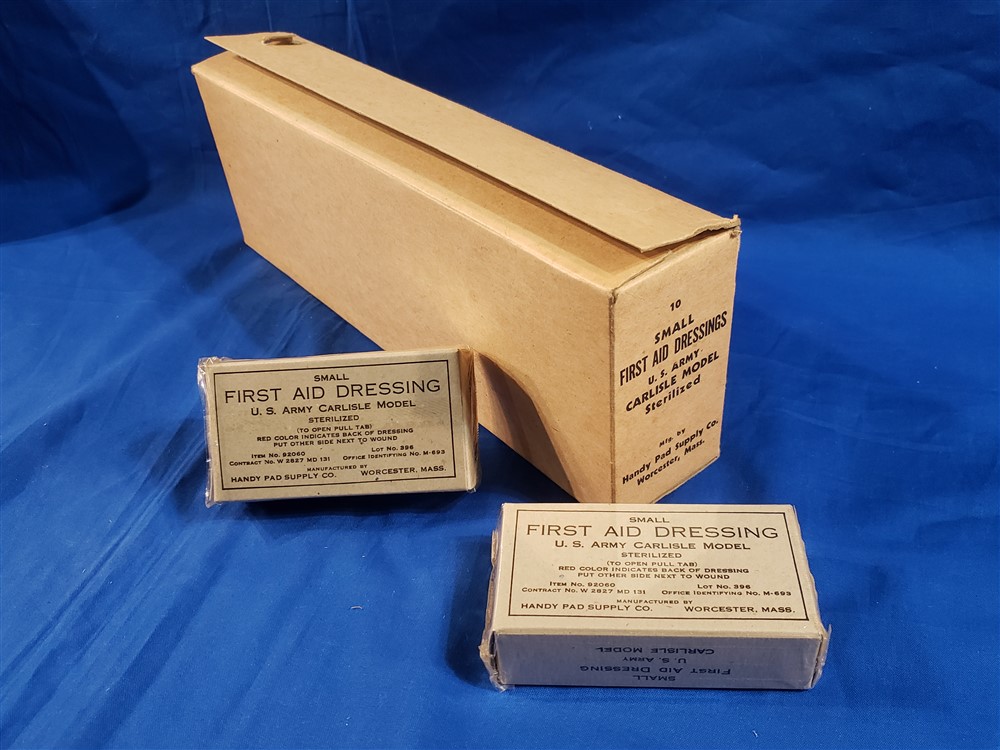 10
SMALL
FIRST AID DRESSINGS
U. S. ARMY
CARLISLE MODEL
Sterilized
Mfg. by
Handy Pad Supply Co.
Worcester, Mass.
SMALL
FIRST AID DRESSING
U. S. ARMY CARLISLE MODEL
STERILIZED
(TO OPEN PULL TAB)
RED COLOR INDICATES BACK OF DRESSING
PUT OTHER SIDE NEXT TO WOUND
ITEM NO. 92060 LOT NO. 396
CONTRACT NO. W 2827 MD 131 OFFICE IDENTIFYING NO. M-693
MANUFACTURED BY
HANDY PAD SUPPLY CO. WORCESTER, MASS.
SMALL
FIRST AID DRESSING
U. S. ARMY CARLISLE MODEL
STERILIZED
(TO OPEN PULL TAB)
RED COLOR INDICATES BACK OF DRESSING
PUT OTHER SIDE NEXT TO WOUND
ITEM NO. 92060 LOT NO. 396
CONTRACT NO. W 2827 MD 131 OFFICE IDENTIFYING NO. M-693
MANUFACTURED BY
HANDY PAD SUPPLY CO. WORCESTER, MASS.
SMALL
FIRST AID DRESSING
U. S. ARMY
CARLISLE MODEL